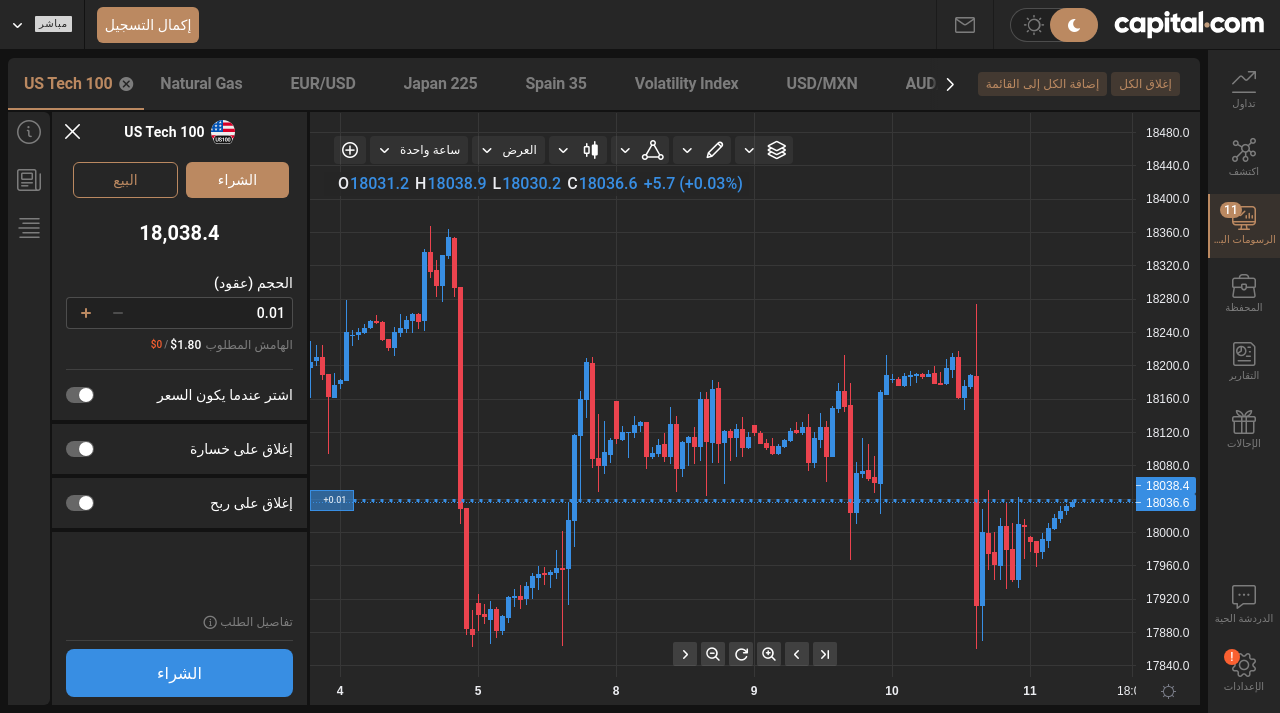 capital.com
إكمال التسجيل
مباشر
US Tech 100
Natural Gas
EUR/USD
Japan 225
Spain 35
Volatility Index
USD/MXN
AUD
إضافة الكل إلى القائمة
إغلاق الكل
تداول
اكتشف
11
الرسومات الب...
المحفظة
التقارير
الإحالات
الدردشة الحية
!
الإعدادات
US Tech 100
US100
الشراء
البيع
18,038.4
الحجم (عقود)
0.01
+ −
الهامش المطلوب $1.80 / $0
اشتر عندما يكون السعر
إغلاق على خسارة
إغلاق على ربح
تفاصيل الطلب
الشراء
ساعة واحدة
العرض
O18031.2 H18038.9 L18030.2 C18036.6 +5.7 (+0.03%)
18480.0
18440.0
18400.0
18360.0
18320.0
18280.0
18240.0
18200.0
18160.0
18120.0
18080.0
18038.4
18036.6
18000.0
17960.0
17920.0
17880.0
17840.0
+0.01
4 5 8 9 10 11 18:0